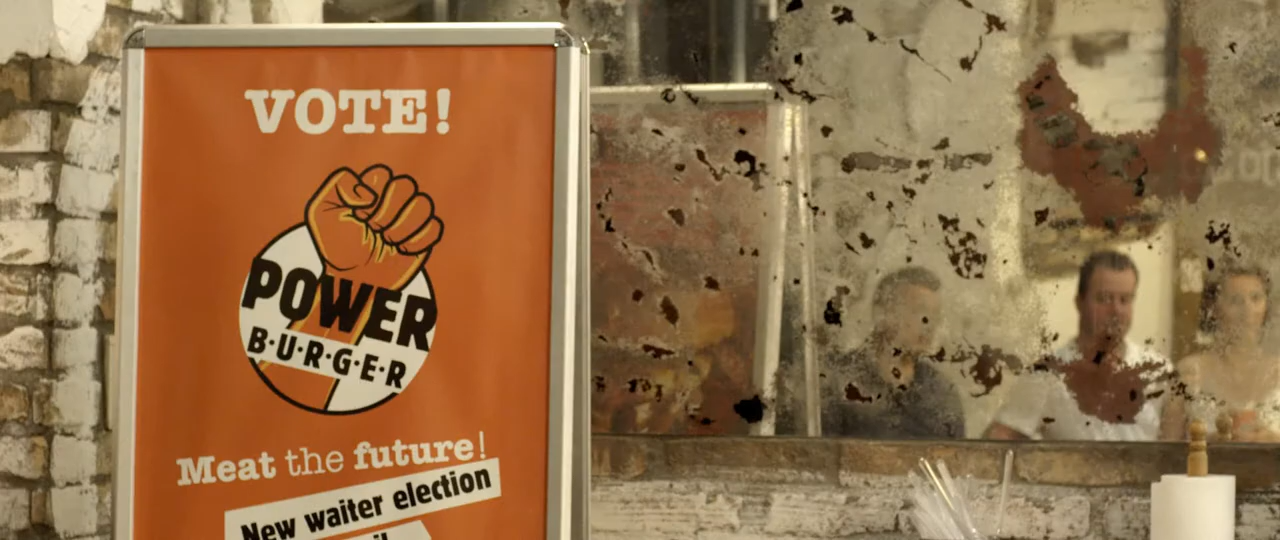 VOTE!
POWER
B·U·R·G·E·R
Meat the future!
New waiter election